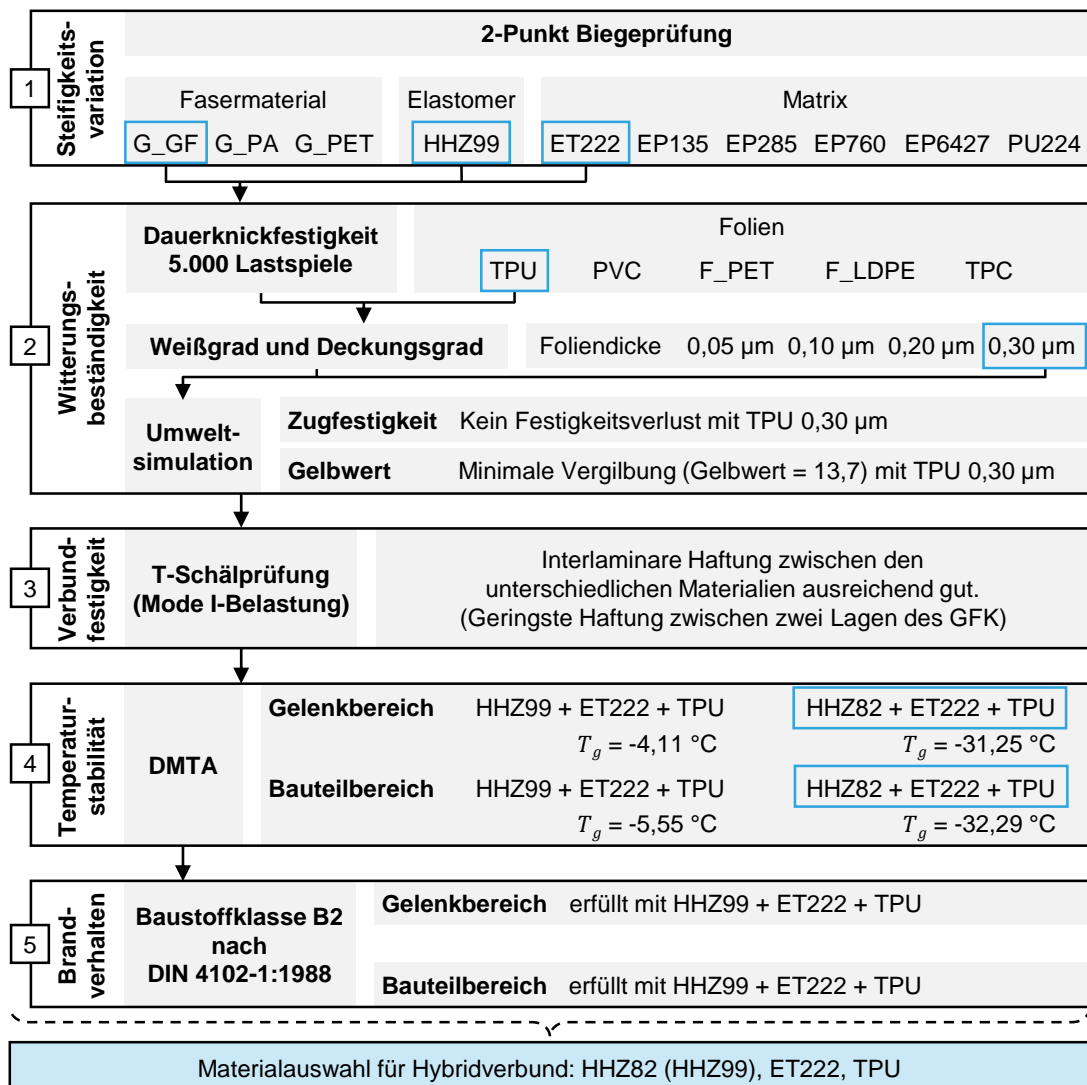 1
Steifigkeits-
variation
2-Punkt Biegeprüfung
Fasermaterial
G_GF G_PA G_PET
Elastomer
HHZ99
Matrix
ET222 EP135 EP285 EP760 EP6427 PU224
2
Witterungs-
beständigkeit
Dauerknickfestigkeit
5.000 Lastspiele
Folien
TPU PVC F_PET F_LDPE TPC
Weißgrad und Deckungsgrad
Foliendicke 0,05 µm 0,10 µm 0,20 µm 0,30 µm
Umwelt-
simulation
Zugfestigkeit Kein Festigkeitsverlust mit TPU 0,30 µm
Gelbwert Minimale Vergilbung (Gelbwert = 13,7) mit TPU 0,30 µm
3
Verbund-
festigkeit
T-Schälprüfung
(Mode I-Belastung)
Interlaminare Haftung zwischen den
unterschiedlichen Materialien ausreichend gut.
(Geringste Haftung zwischen zwei Lagen des GFK)
4
Temperatur-
stabilität
DMTA
Gelenkbereich HHZ99 + ET222 + TPU HHZ82 + ET222 + TPU
T_g = -4,11 °C T_g = -31,25 °C
Bauteilbereich HHZ99 + ET222 + TPU HHZ82 + ET222 + TPU
T_g = -5,55 °C T_g = -32,29 °C
5
Brand-
verhalten
Baustoffklasse B2
nach
DIN 4102-1:1988
Gelenkbereich erfüllt mit HHZ99 + ET222 + TPU
Bauteilbereich erfüllt mit HHZ99 + ET222 + TPU
Materialauswahl für Hybridverbund: HHZ82 (HHZ99), ET222, TPU